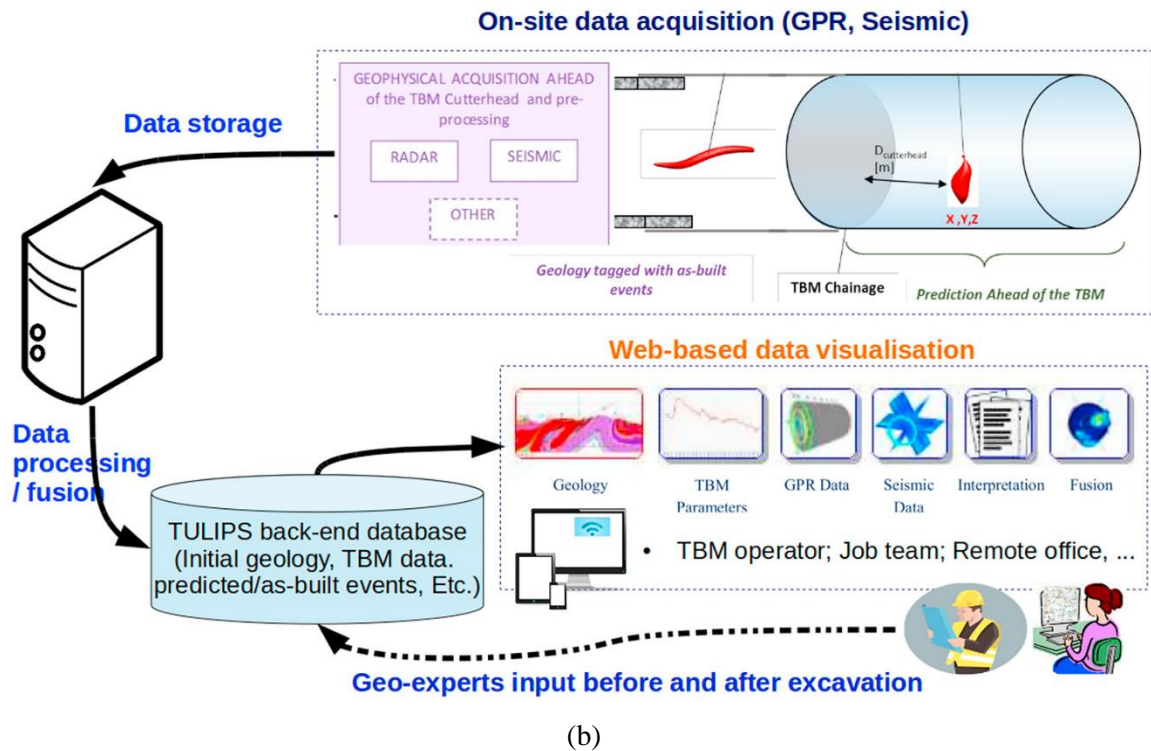 On-site data acquisition (GPR, Seismic)
GEOPHYSICAL ACQUISITION AHEAD
of the TBM Cutterhead and pre-
processing
RADAR
SEISMIC
OTHER
Data storage
D cutterhead
[m]
X ,Y,Z
Geology tagged with as-built
events
TBM Chainage
Prediction Ahead of the TBM
Web-based data visualisation
Geology
TBM
Parameters
GPR Data
Seismic
Data
Interpretation
Fusion
Data
processing
/ fusion
TULIPS back-end database
(Initial geology, TBM data.
predicted/as-built events, Etc.)
• TBM operator; Job team; Remote office, ...
Geo-experts input before and after excavation
(b)